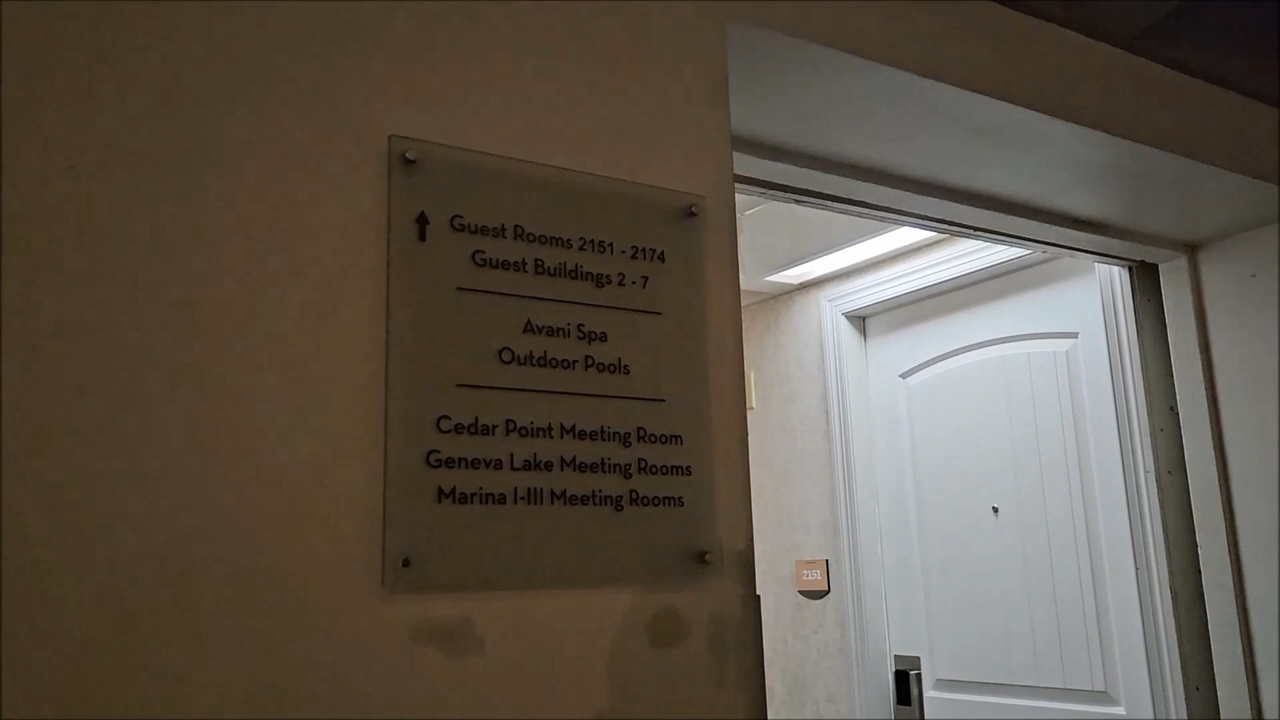 Guest Rooms 2151 - 2174
Guest Buildings 2 - 7
Avani Spa
Outdoor Pools
Cedar Point Meeting Room
Geneva Lake Meeting Rooms
Marina I-III Meeting Rooms
2151